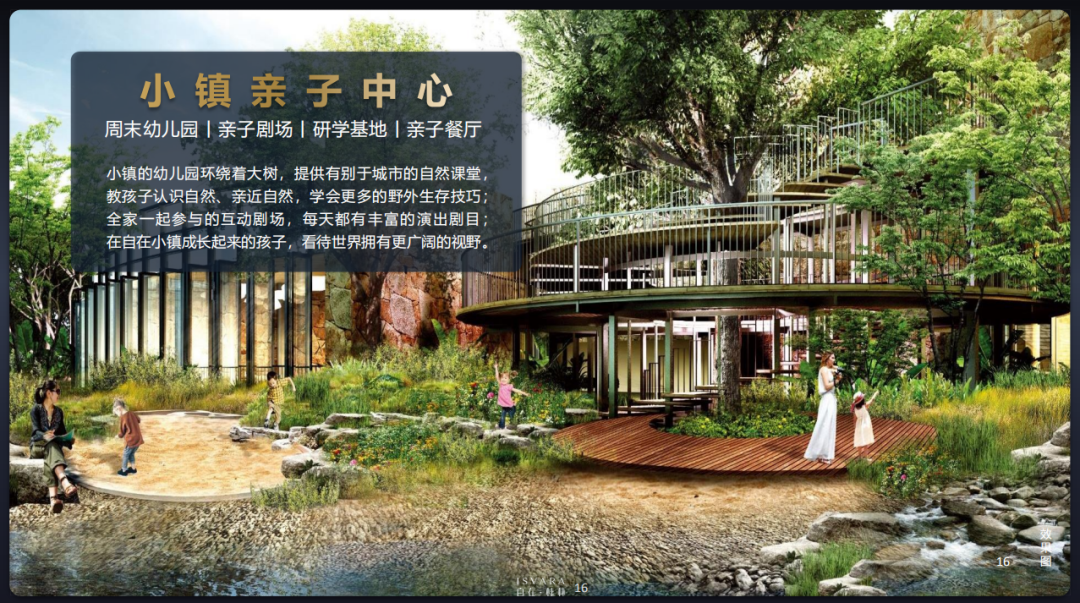 小镇亲子中心
周末幼儿园丨亲子剧场丨研学基地丨亲子餐厅
小镇的幼儿园环绕着大树，提供有别于城市的自然课堂，
教孩子认识自然、亲近自然，学会更多的野外生存技巧；
全家一起参与的互动剧场，每天都有丰富的演出剧目；
在自在小镇成长起来的孩子，看待世界拥有更广阔的视野。
效果图
16
ISVARA
16